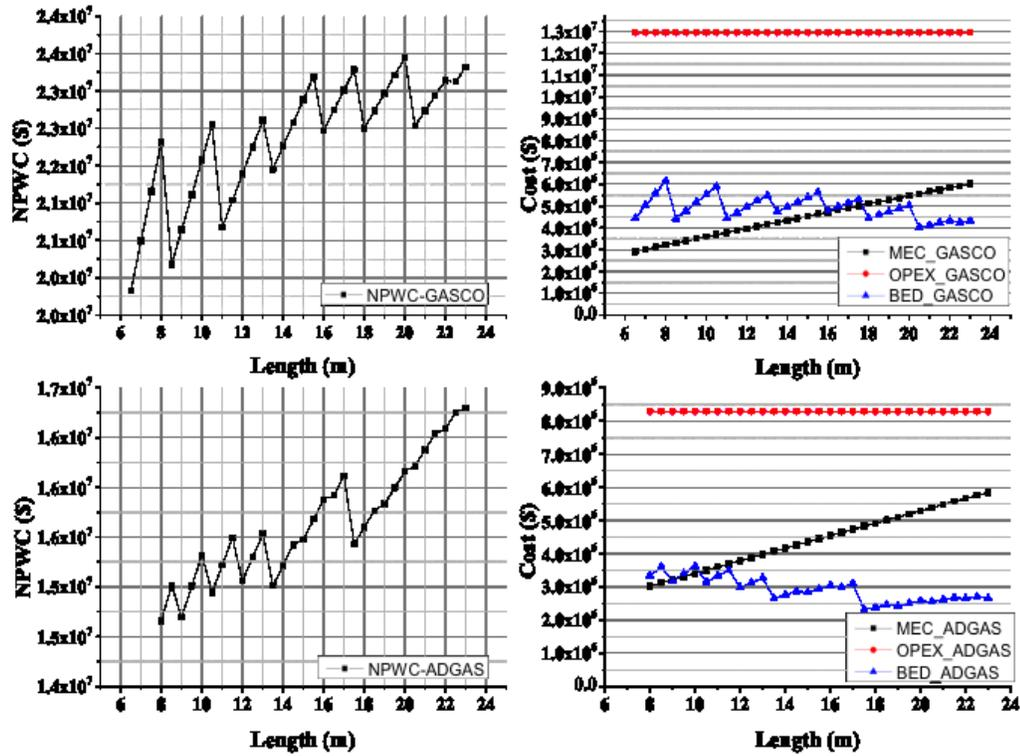 2,4x10⁷
2,4x10⁷
2,3x10⁷
2,3x10⁷
2,2x10⁷
2,1x10⁷
2,1x10⁷
2,0x10⁷
2,0x10⁷
NPWC ($)
NPWC-GASCO
6 8 10 12 14 16 18 20 22 24
Length (m)
1.3x10⁷
1.2x10⁷
1.1x10⁷
1.0x10⁷
9.0x10⁶
8.0x10⁶
7.0x10⁶
6.0x10⁶
5.0x10⁶
4.0x10⁶
3.0x10⁶
2.0x10⁶
1.0x10⁶
0.0
Cost ($)
MEC_GASCO
OPEX_GASCO
BED_GASCO
6 8 10 12 14 16 18 20 22 24
Length (m)
1.7x10⁷
1.6x10⁷
1.6x10⁷
1.6x10⁷
1.5x10⁷
1.5x10⁷
1.4x10⁷
NPWC ($)
NPWC-ADGAS
6 8 10 12 14 16 18 20 22 24
Length (m)
9.0x10⁶
8.0x10⁶
6.0x10⁶
5.0x10⁶
4.0x10⁶
3.0x10⁶
2.0x10⁶
1.0x10⁶
0.0
Cost ($)
MEC_ADGAS
OPEX_ADGAS
BED_ADGAS
6 8 10 12 14 16 18 20 22 24
Length (m)